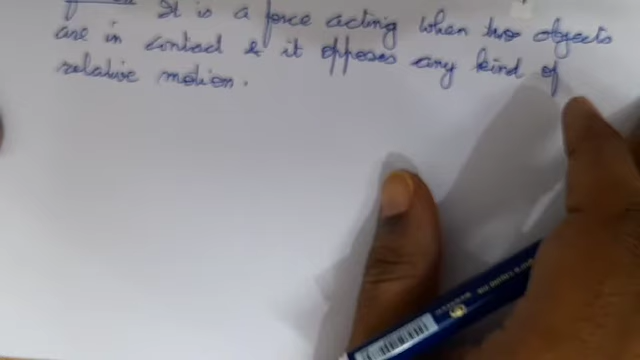 It is a force acting when two objects
are in contact & it opposes any kind of
relative motion.